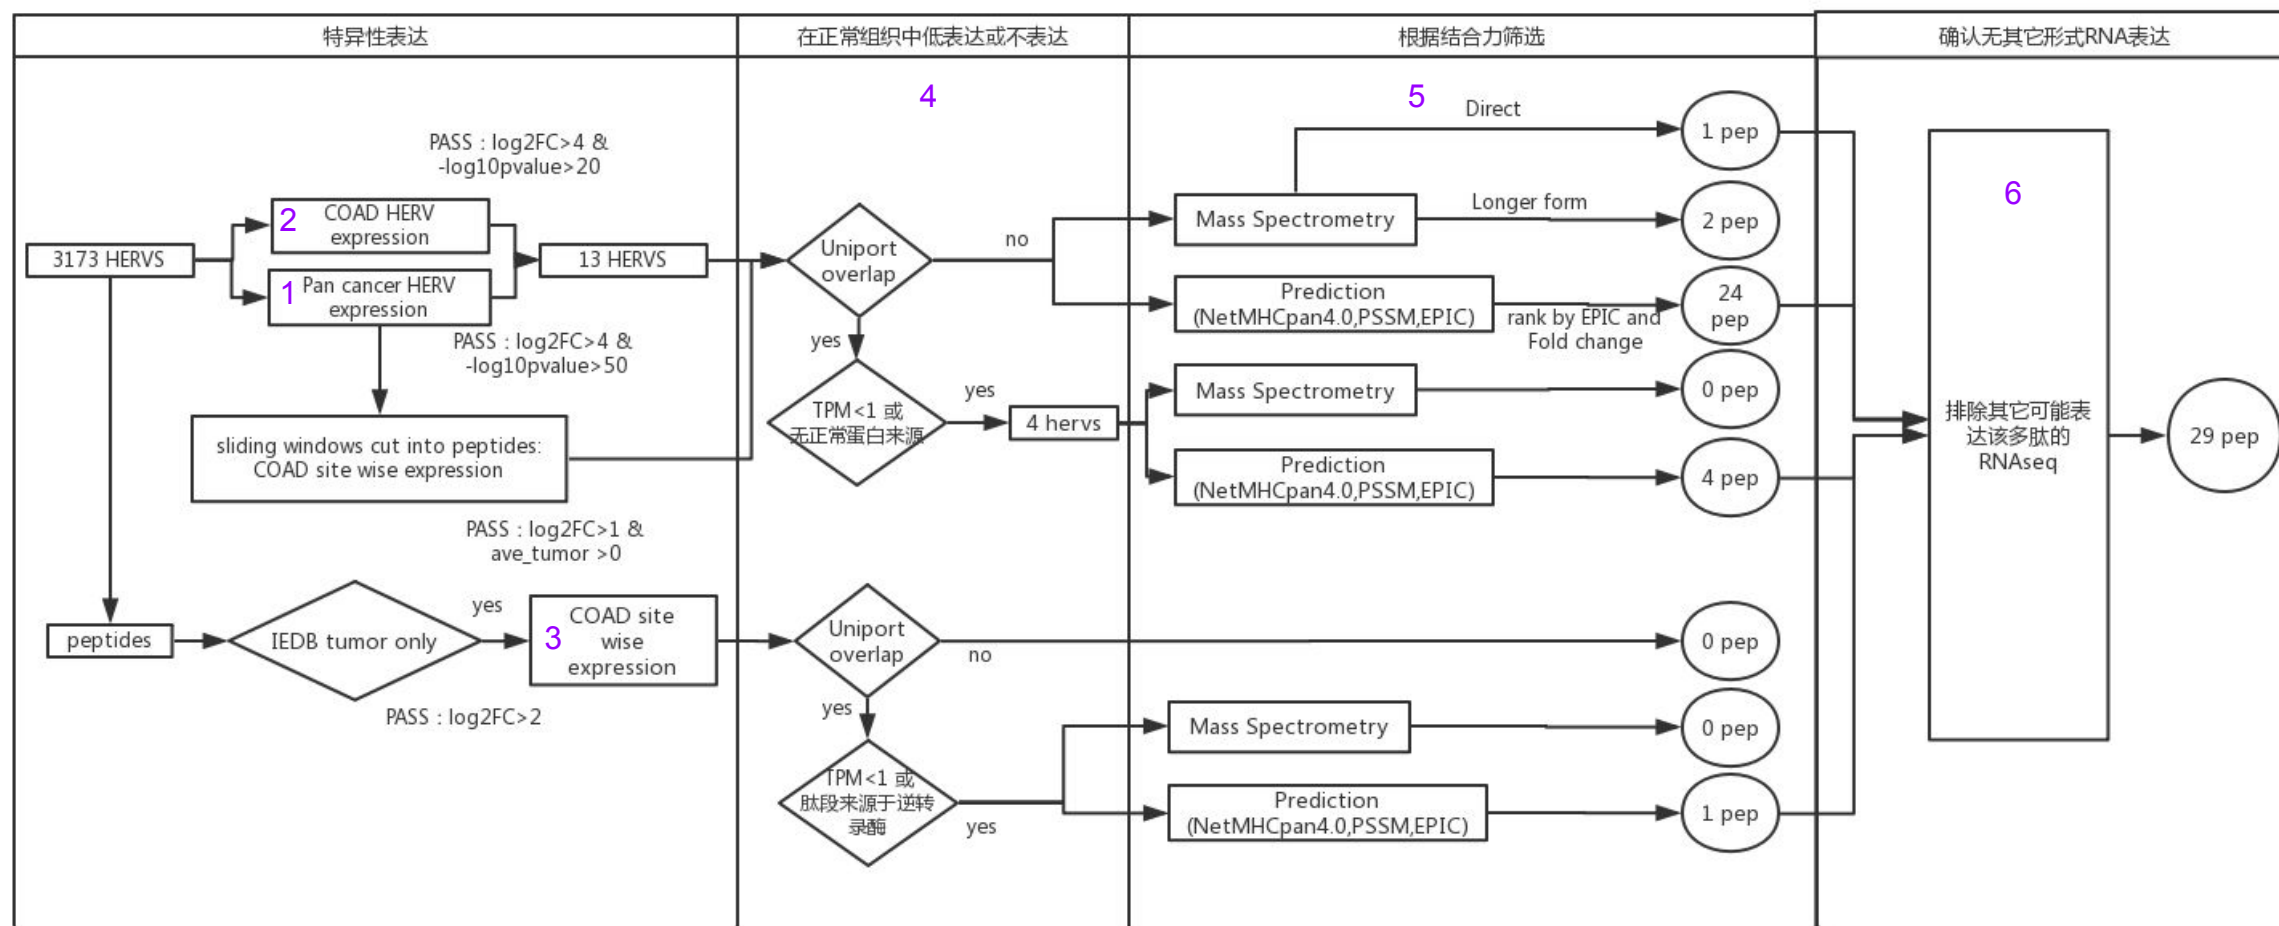 特异性表达
在正常组织中低表达或不表达
根据结合力筛选
确认无其它形式RNA表达
PASS：log2FC>4 &
-log10pvalue>20
2
COAD HERV
expression
3173 HERVS
13 HERVS
1
Pan cancer HERV
expression
PASS：log2FC>4 &
-log10pvalue>50
sliding windows cut into peptides:
COAD site wise expression
PASS：log2FC>1 &
ave_tumor >0
peptides
IEDB tumor only
yes
3
COAD site
wise
expression
PASS：log2FC>2
4
Uniport
overlap
no
yes
TPM<1 或
无正常蛋白来源
yes
4 hervs
Uniport
overlap
no
yes
TPM<1 或
肽段来源于逆转
录酶
yes
5
Direct
1 pep
Mass Spectrometry
Longer form
2 pep
Prediction
(NetMHCpan4.0,PSSM,EPIC)
rank by EPIC and
Fold change
24
pep
Mass Spectrometry
0 pep
Prediction
(NetMHCpan4.0,PSSM,EPIC)
4 pep
0 pep
Mass Spectrometry
0 pep
Prediction
(NetMHCpan4.0,PSSM,EPIC)
1 pep
6
排除其它可能表
达该多肽的
RNAseq
29 pep